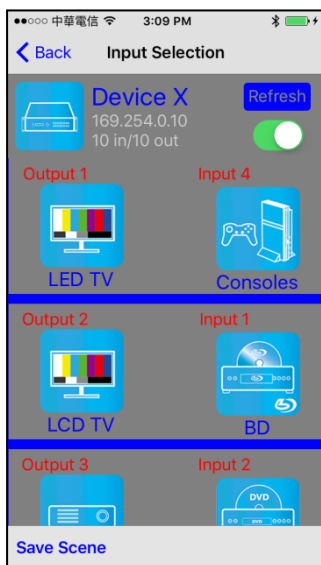 中華電信 3:09 PM
Back Input Selection
Device X Refresh
169.254.0.10
10 in/10 out
Output 1 Input 4
LED TV Consoles
Output 2 Input 1
LCD TV BD
Output 3 Input 2
DVD
Save Scene